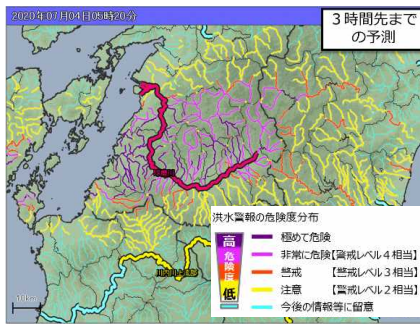 2020年07月04日05時20分
3時間先まで
の予測
球磨川
洪水警報の危険度分布
高
危険度
低
極めて危険
非常に危険【警戒レベル4相当】
警戒 【警戒レベル3相当】
注意 【警戒レベル2相当】
今後の情報等に留意
10km